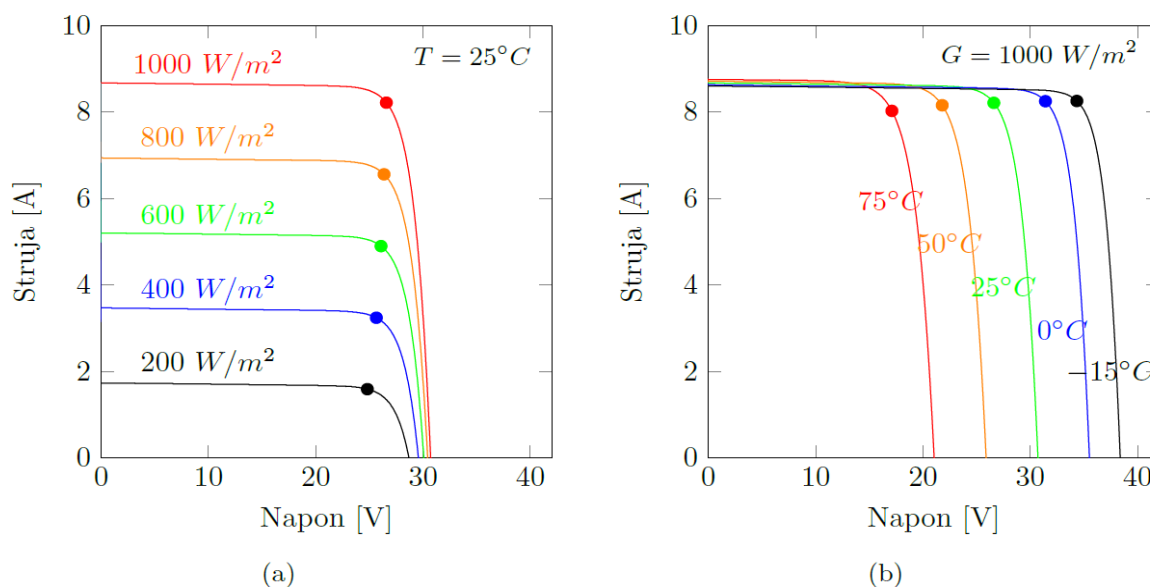 10
8
6
4
2
0
Struja [A]
T = 25°C
1000 W/m²
800 W/m²
600 W/m²
400 W/m²
200 W/m²
0 10 20 30 40
Napon [V]
(a)
10
8
6
4
2
0
Struja [A]
G = 1000 W/m²
75°C
50°C
25°C
0°C
−15°C
0 10 20 30 40
Napon [V]
(b)